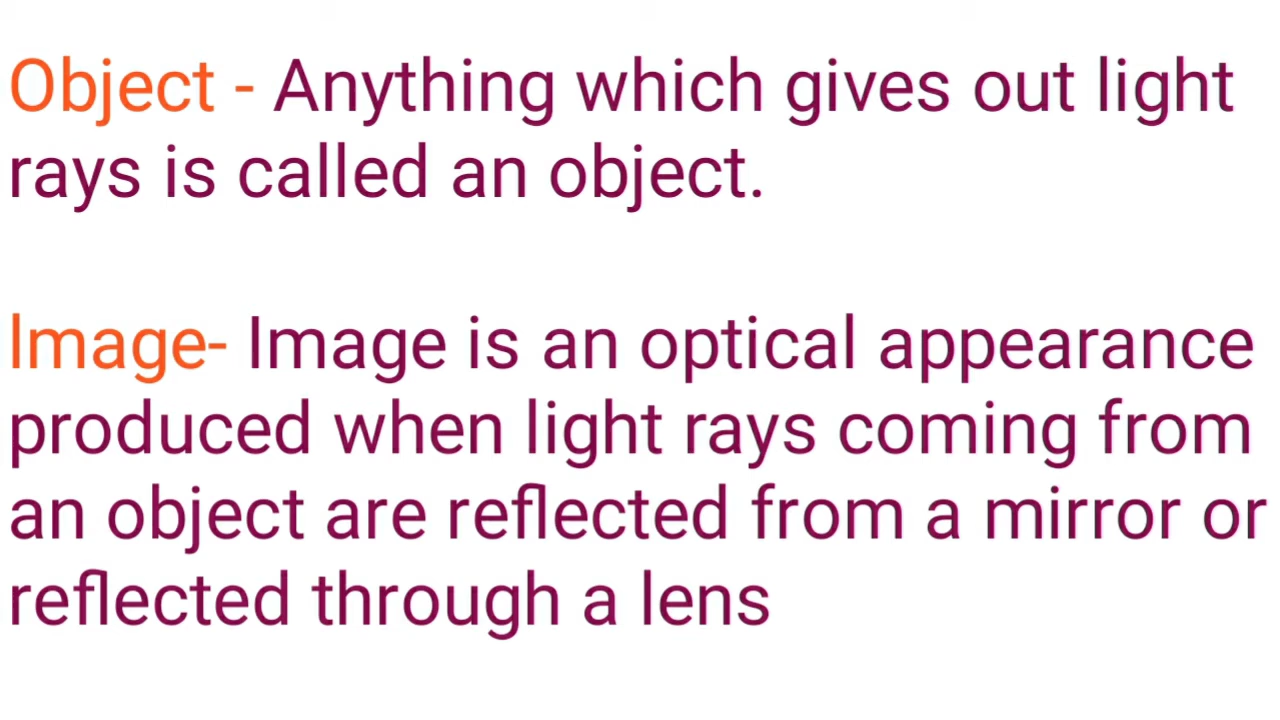 Object - Anything which gives out light
rays is called an object.
Image- Image is an optical appearance
produced when light rays coming from
an object are reflected from a mirror or
reflected through a lens